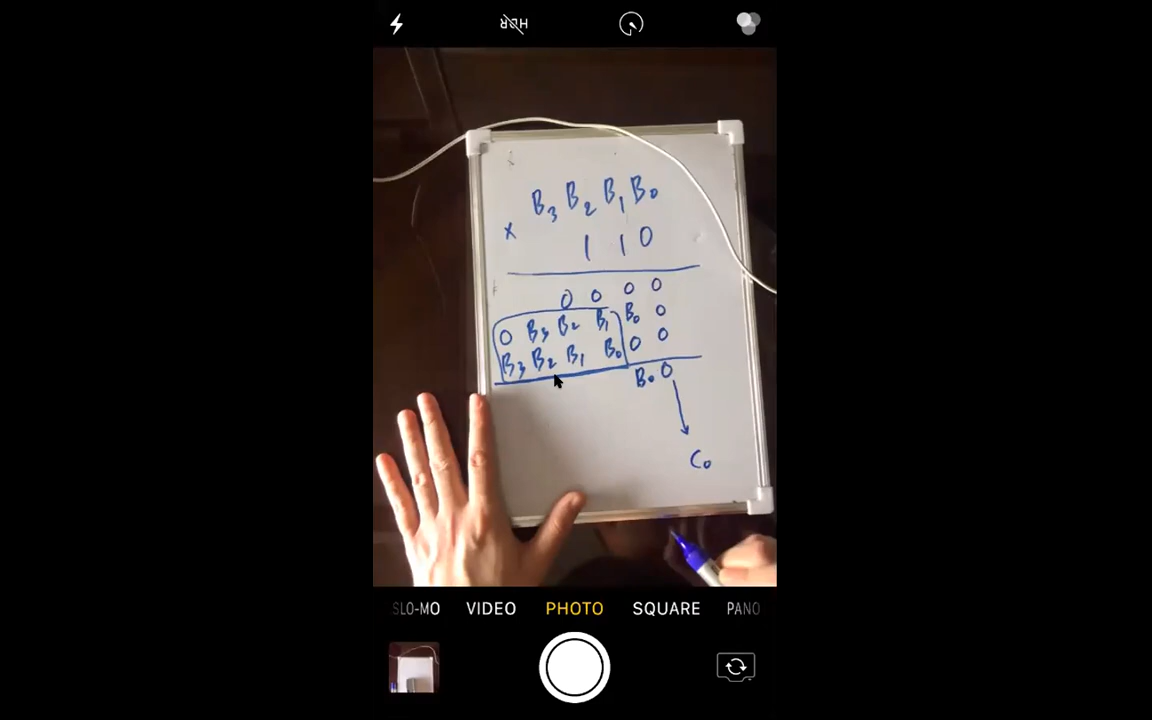 HDR
B₃ B₂ B₁ B₀
× 1 1 0
0 0 0 0
0 B₃ B₂ B₁ B₀ 0
B₃ B₂ B₁ B₀ 0 0
B₀ 0
C₀
SLO-MO VIDEO PHOTO SQUARE PANO